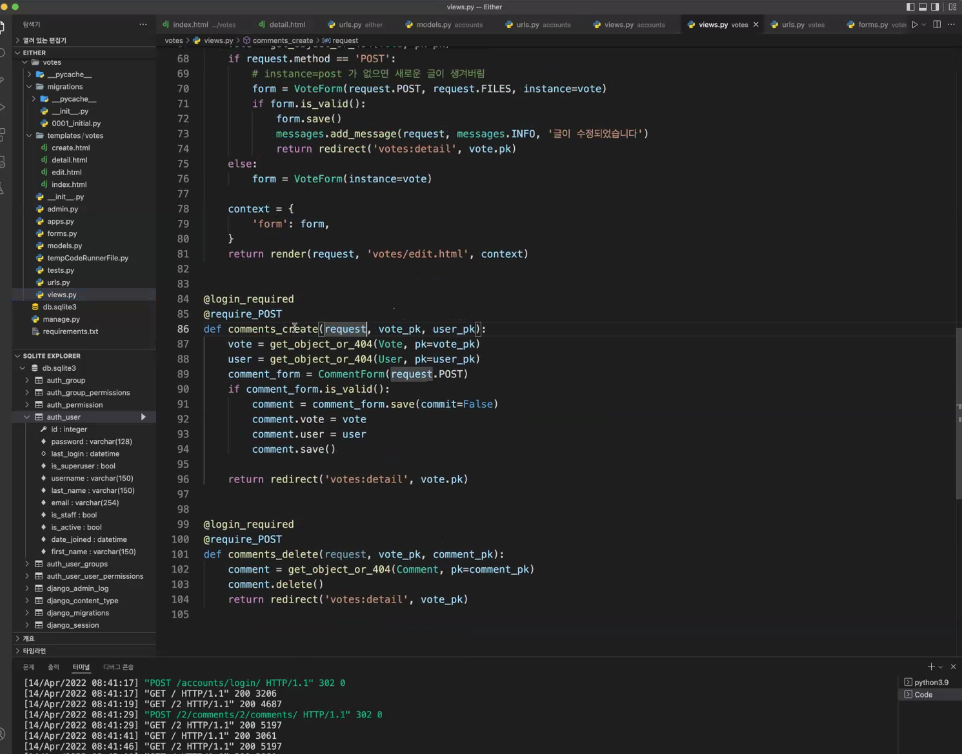 views.py — Either
index.html .../votes
detail.html
urls.py either
models.py accounts
urls.py accounts
views.py accounts
views.py votes
urls.py votes
forms.py votes
탐색기
열려 있는 편집기
EITHER
votes
__pycache__
migrations
__pycache__
__init__.py
0001_initial.py
templates/votes
create.html
detail.html
edit.html
index.html
__init__.py
admin.py
apps.py
forms.py
models.py
tempCodeRunnerFile.py
tests.py
urls.py
views.py
db.sqlite3
manage.py
requirements.txt
SQLITE EXPLORER
db.sqlite3
auth_group
auth_group_permissions
auth_permission
auth_user
id : integer
password : varchar(128)
last_login : datetime
is_superuser : bool
username : varchar(150)
last_name : varchar(150)
email : varchar(254)
is_staff : bool
is_active : bool
date_joined : datetime
first_name : varchar(150)
auth_user_groups
auth_user_user_permissions
django_admin_log
django_content_type
django_migrations
django_session
개요
타임라인
votes > views.py > comments_create > request
68 if request.method == 'POST':
69 # instance=post 가 없으면 새로운 글이 생겨버림
70 form = VoteForm(request.POST, request.FILES, instance=vote)
71 if form.is_valid():
72 form.save()
73 messages.add_message(request, messages.INFO, '글이 수정되었습니다')
74 return redirect('votes:detail', vote.pk)
75 else:
76 form = VoteForm(instance=vote)
77
78 context = {
79 'form': form,
80 }
81 return render(request, 'votes/edit.html', context)
82
83
84 @login_required
85 @require_POST
86 def comments_create(request, vote_pk, user_pk):
87 vote = get_object_or_404(Vote, pk=vote_pk)
88 user = get_object_or_404(User, pk=user_pk)
89 comment_form = CommentForm(request.POST)
90 if comment_form.is_valid():
91 comment = comment_form.save(commit=False)
92 comment.vote = vote
93 comment.user = user
94 comment.save()
95
96 return redirect('votes:detail', vote.pk)
97
98
99 @login_required
100 @require_POST
101 def comments_delete(request, vote_pk, comment_pk):
102 comment = get_object_or_404(Comment, pk=comment_pk)
103 comment.delete()
104 return redirect('votes:detail', vote_pk)
105
문제 출력 터미널 디버그 콘솔
[14/Apr/2022 08:41:17] "POST /accounts/login/ HTTP/1.1" 302 0
[14/Apr/2022 08:41:17] "GET / HTTP/1.1" 200 3206
[14/Apr/2022 08:41:19] "GET /2 HTTP/1.1" 200 4687
[14/Apr/2022 08:41:29] "POST /2/comments/2/comments/ HTTP/1.1" 302 0
[14/Apr/2022 08:41:29] "GET /2 HTTP/1.1" 200 5197
[14/Apr/2022 08:41:41] "GET / HTTP/1.1" 200 3061
[14/Apr/2022 08:41:46] "GET /2 HTTP/1.1" 200 5197
python3.9
Code